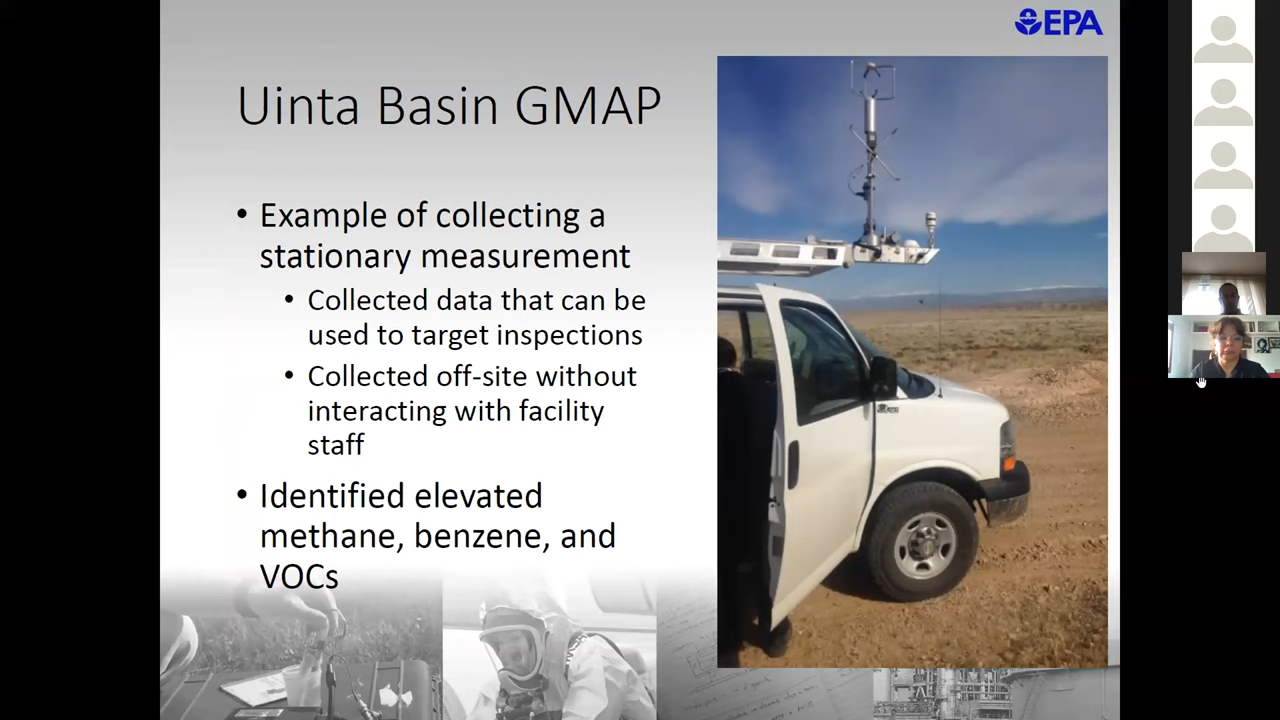 EPA
Uinta Basin GMAP
• Example of collecting a
stationary measurement
• Collected data that can be
used to target inspections
• Collected off-site without
interacting with facility
staff
• Identified elevated
methane, benzene, and
VOCs